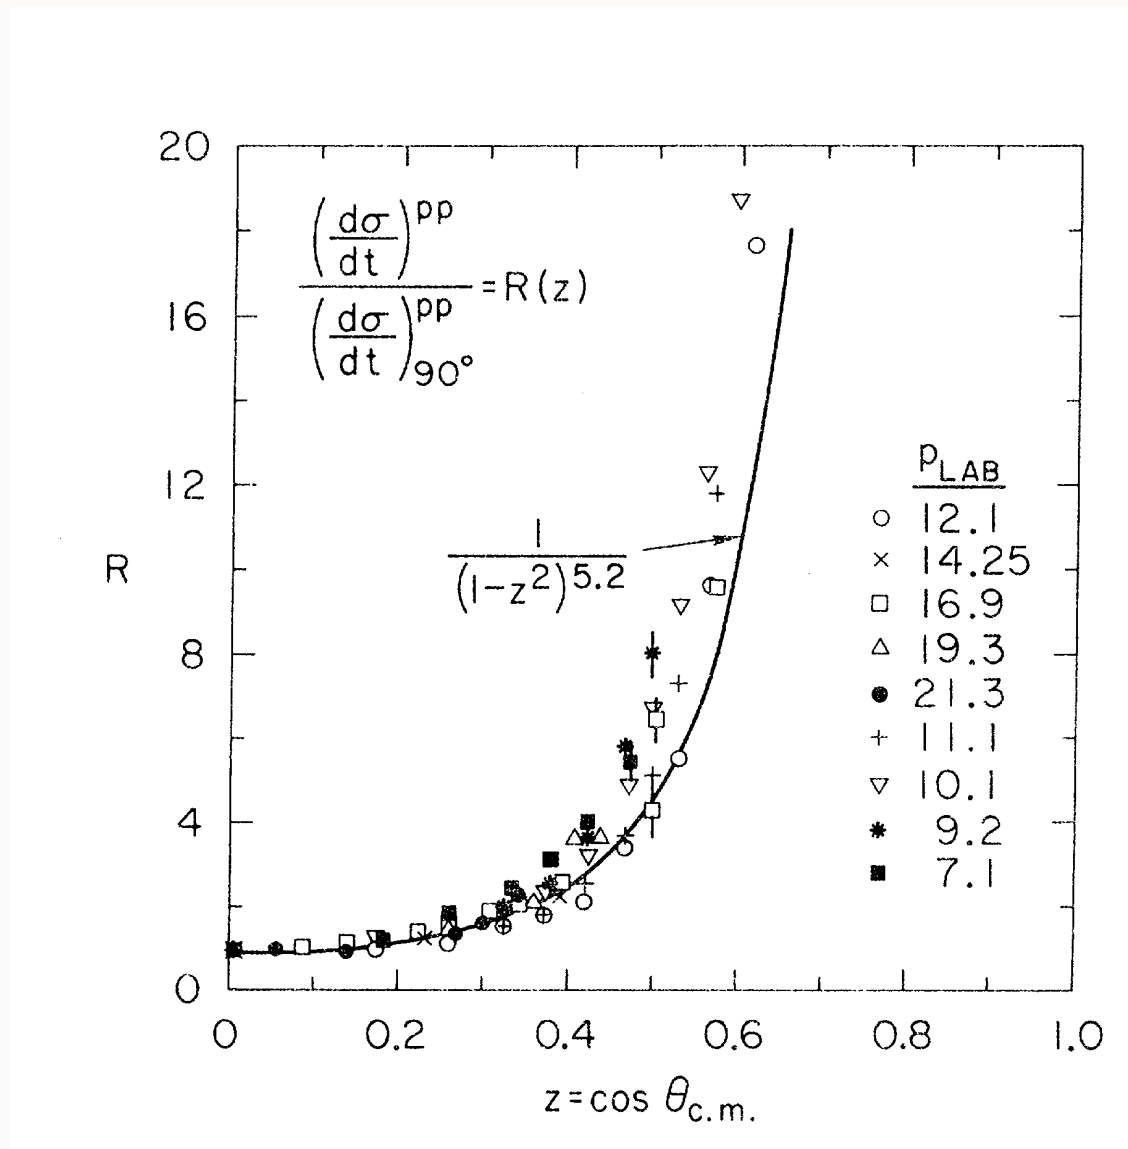 20
16
12
8
4
0
R
(dσ/dt)^pp
/ (dσ/dt)^pp_90° = R(z)
1
/ (1-z²)^5.2
P_LAB
12.1
14.25
16.9
19.3
21.3
11.1
10.1
9.2
7.1
0 0.2 0.4 0.6 0.8 1.0
z = cos θ_c.m.